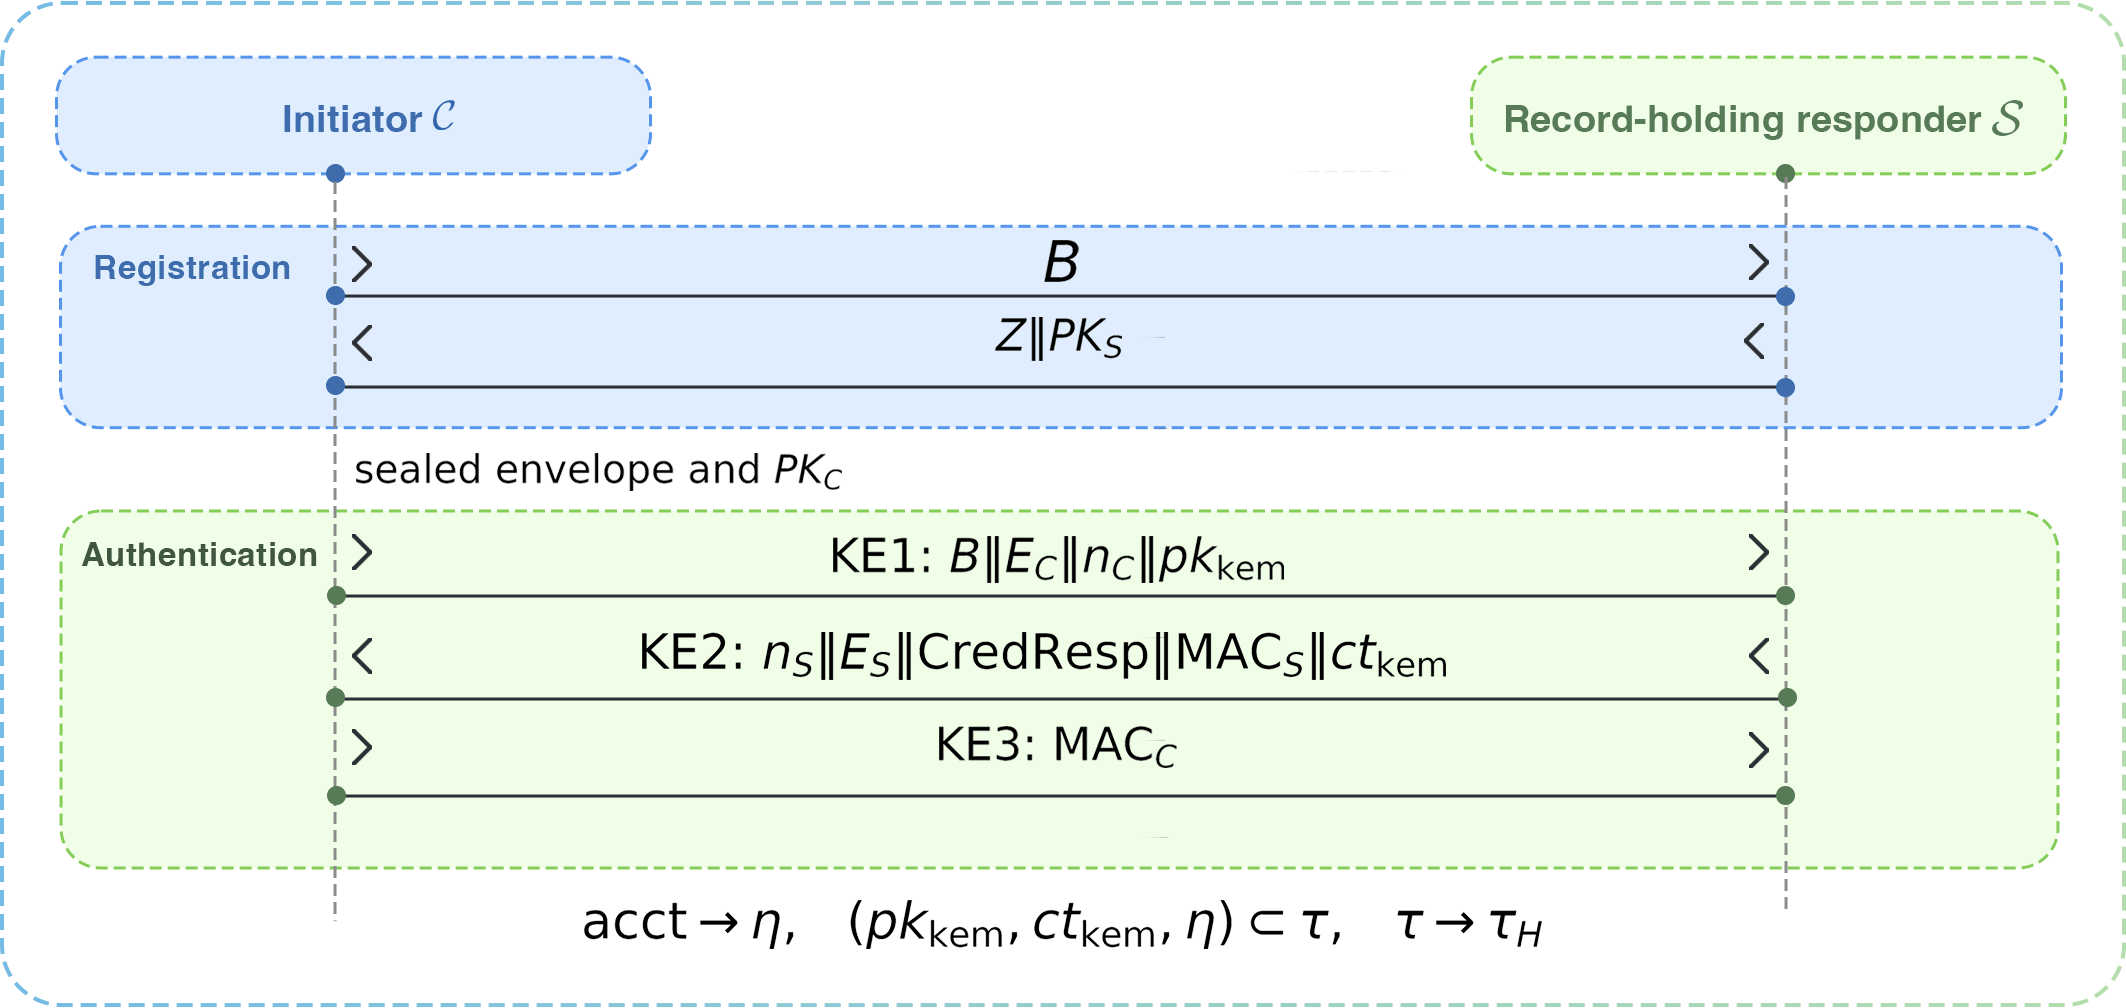 Initiator 𝒞
Record-holding responder 𝒮
Registration
B
Z∥PK_S
sealed envelope and PK_C
Authentication
KE1: B∥E_C∥n_C∥pk_kem
KE2: n_S∥E_S∥CredResp∥MAC_S∥ct_kem
KE3: MAC_C
acct → η, (pk_kem, ct_kem, η) ⊂ τ, τ → τ_H